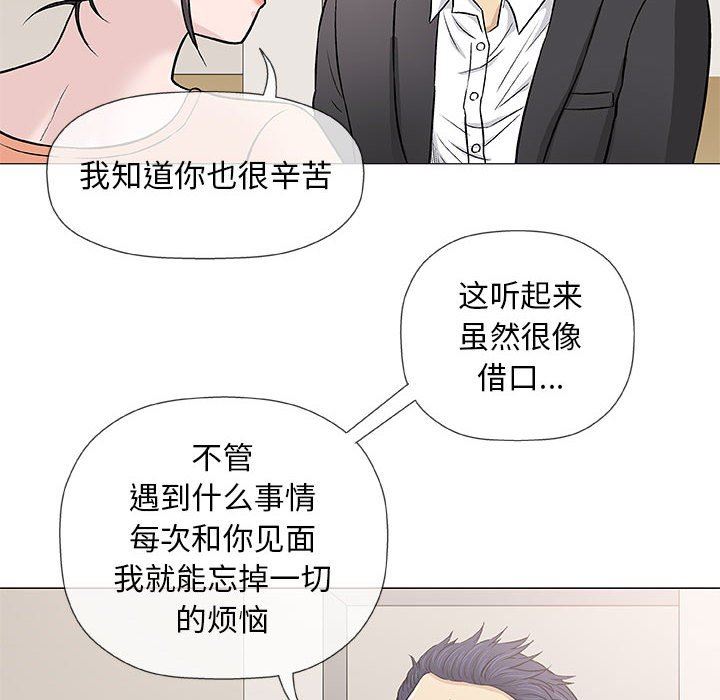 我知道你也很辛苦
这听起来
虽然很像
借口...
不管
遇到什么事情
每次和你见面
我就能忘掉一切
的烦恼